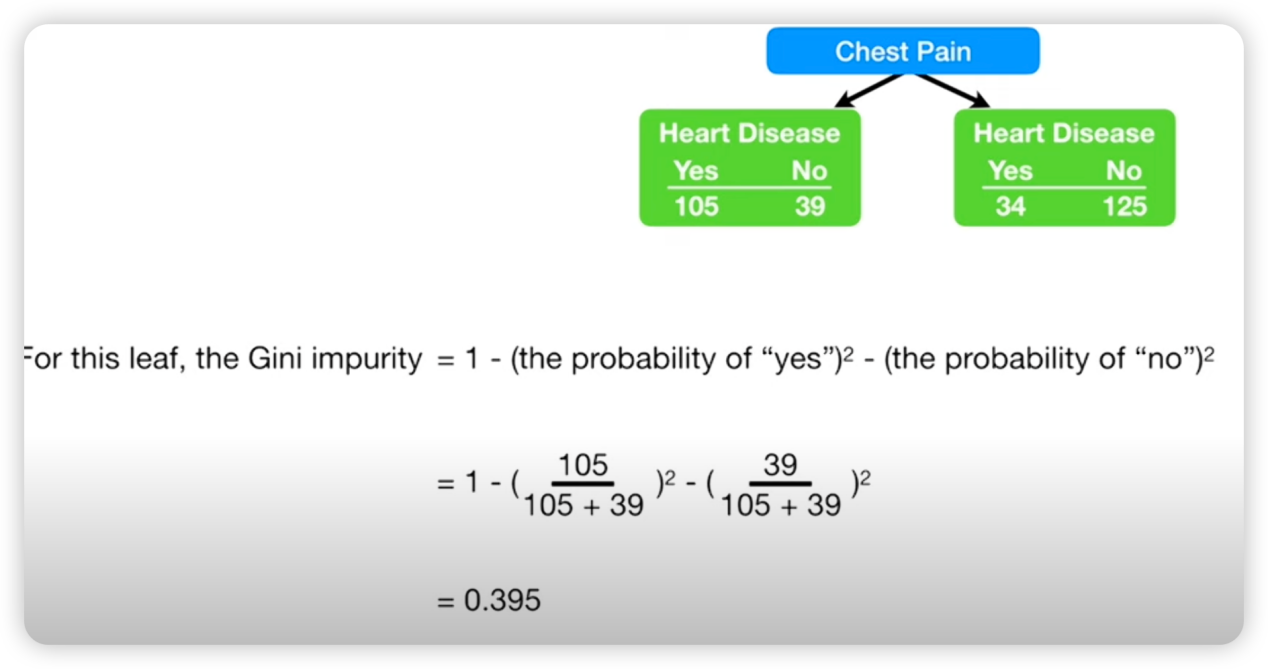 Chest Pain
Heart Disease
Yes No
105 39
Heart Disease
Yes No
34 125
For this leaf, the Gini impurity = 1 - (the probability of “yes”)² - (the probability of “no”)²
= 1 - ( 105 / 105 + 39 )² - ( 39 / 105 + 39 )²
= 0.395